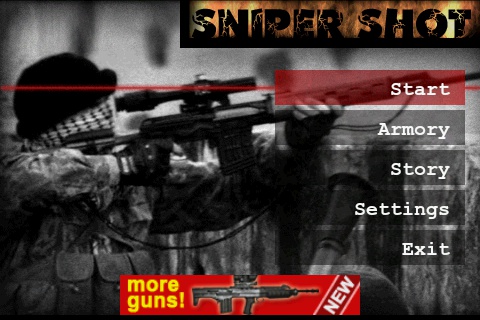 SNIPER SHOT
Start
Armory
Story
Settings
Exit
more
guns!
NEW